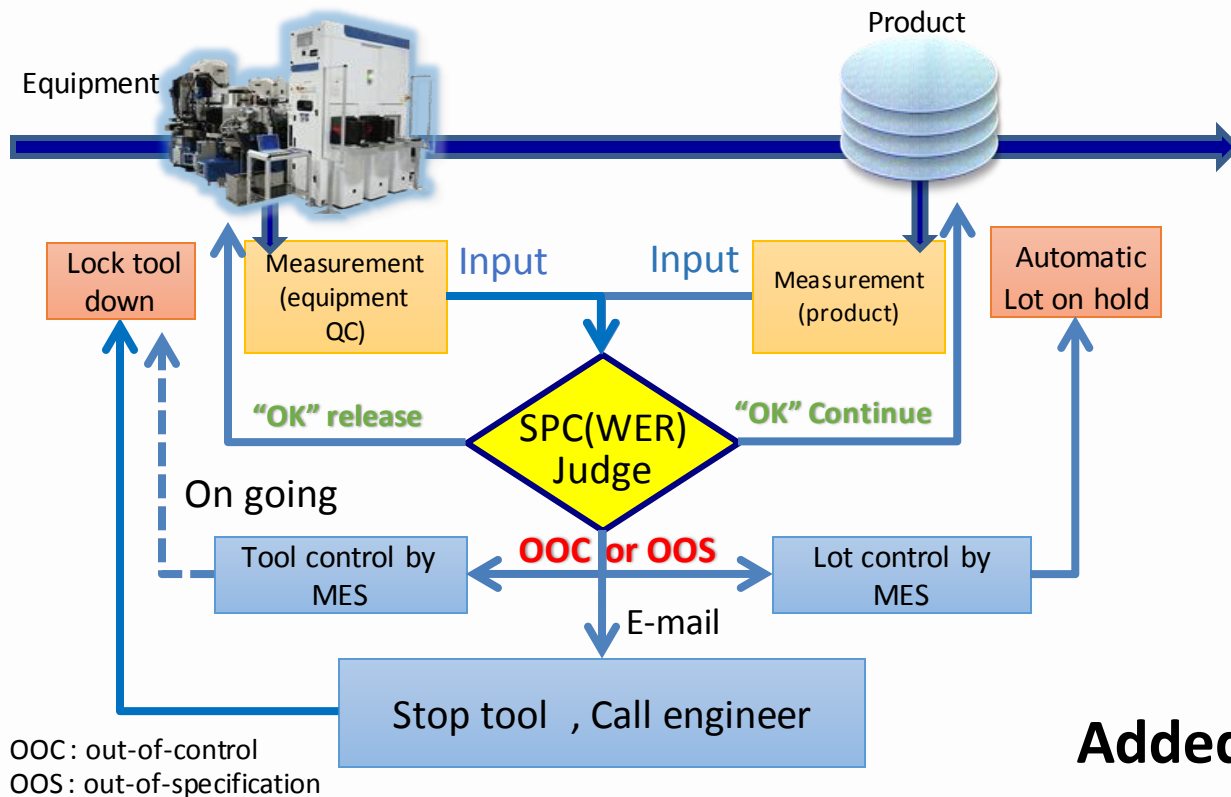 Product
Equipment
Lock tool
down
Measurement
(equipment
QC)
Input
Input
Measurement
(product)
Automatic
Lot on hold
“OK” release
“OK” Continue
SPC(WER)
Judge
On going
Tool control by
MES
OOC or OOS
Lot control by
MES
E-mail
Stop tool , Call engineer
OOC : out-of-control
OOS : out-of-specification
Added